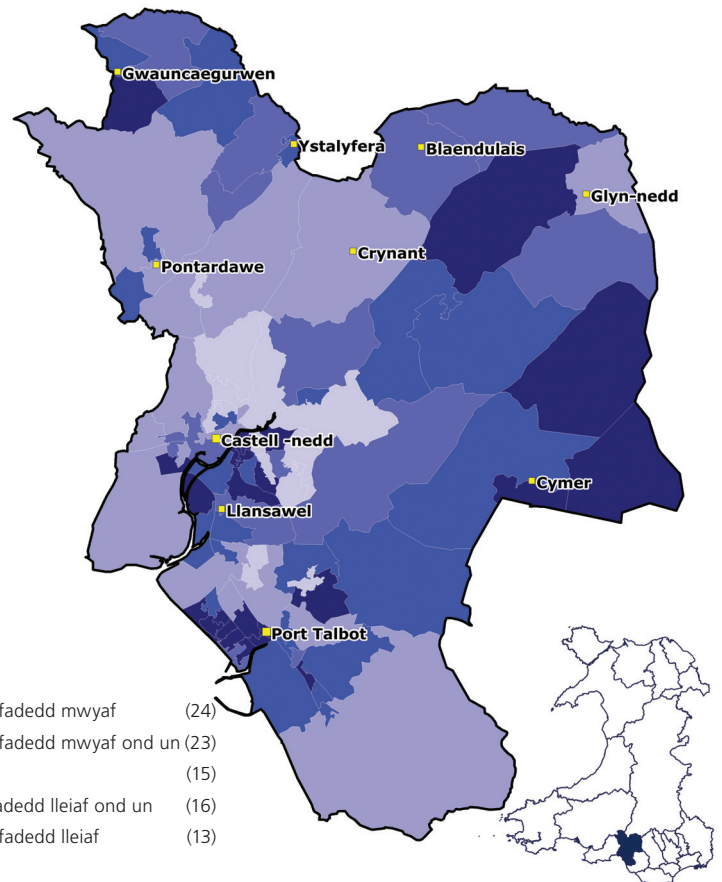 Gwauncaegurwen
Ystalyfera
Blaendulais
Glyn-nedd
Crynant
Pontardawe
Castell -nedd
Cymer
Llansawel
Port Talbot
fadedd mwyaf (24)
fadedd mwyaf ond un (23)
(15)
adedd lleiaf ond un (16)
fadedd lleiaf (13)